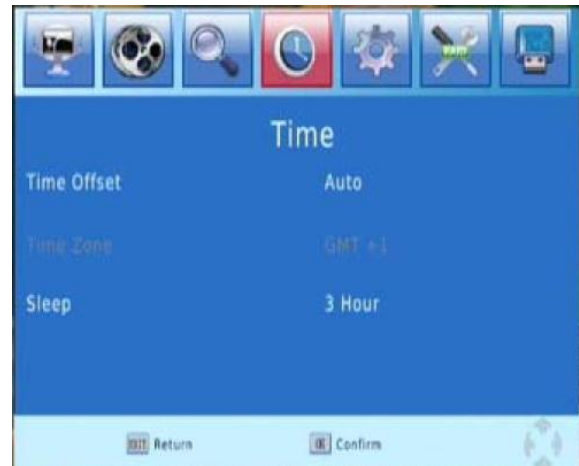 Time
Time Offset Auto
Time Zone GMT +1
Sleep 3 Hour
EXIT Return OK Confirm